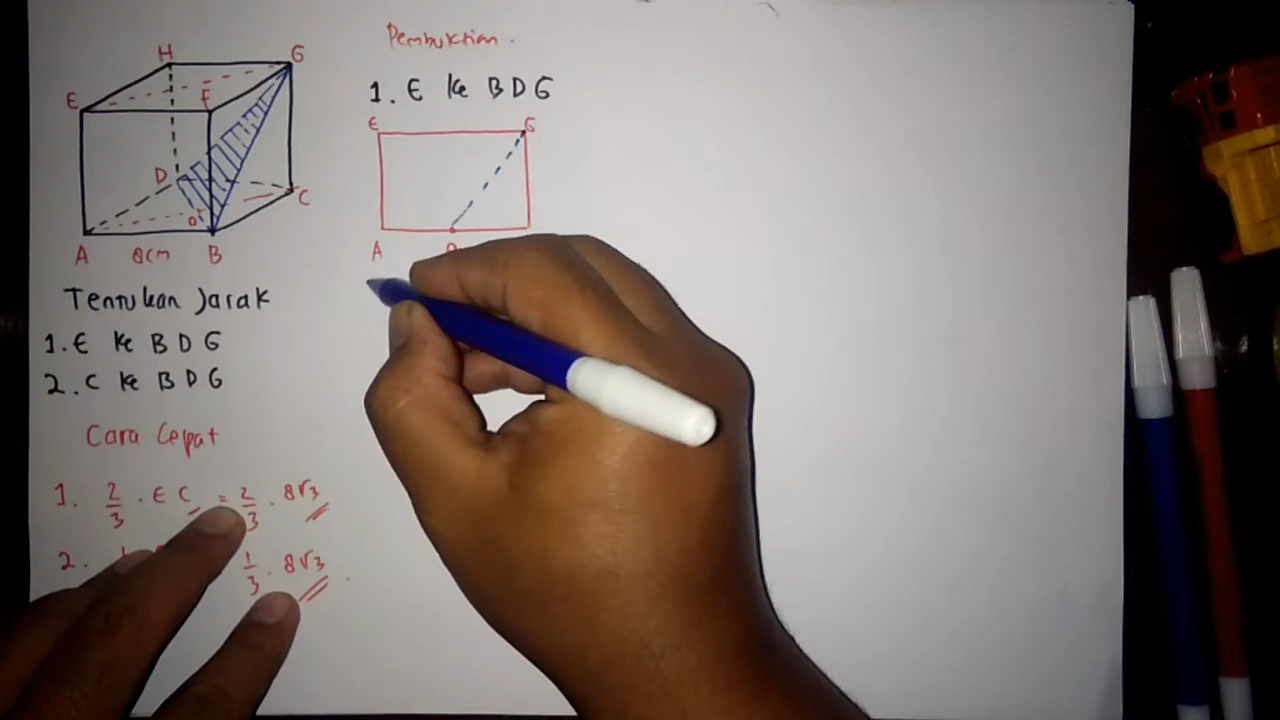 H G
E F
D C
O
A 8cm B
Tentukan Jarak
1. E ke B D G
2. C ke B D G
Cara Cepat
1. 2/3 . E C = 2/3 . 8√3
2. 1/3 . 8√3
Pembuktian.
1. E ke B D G
E G
A